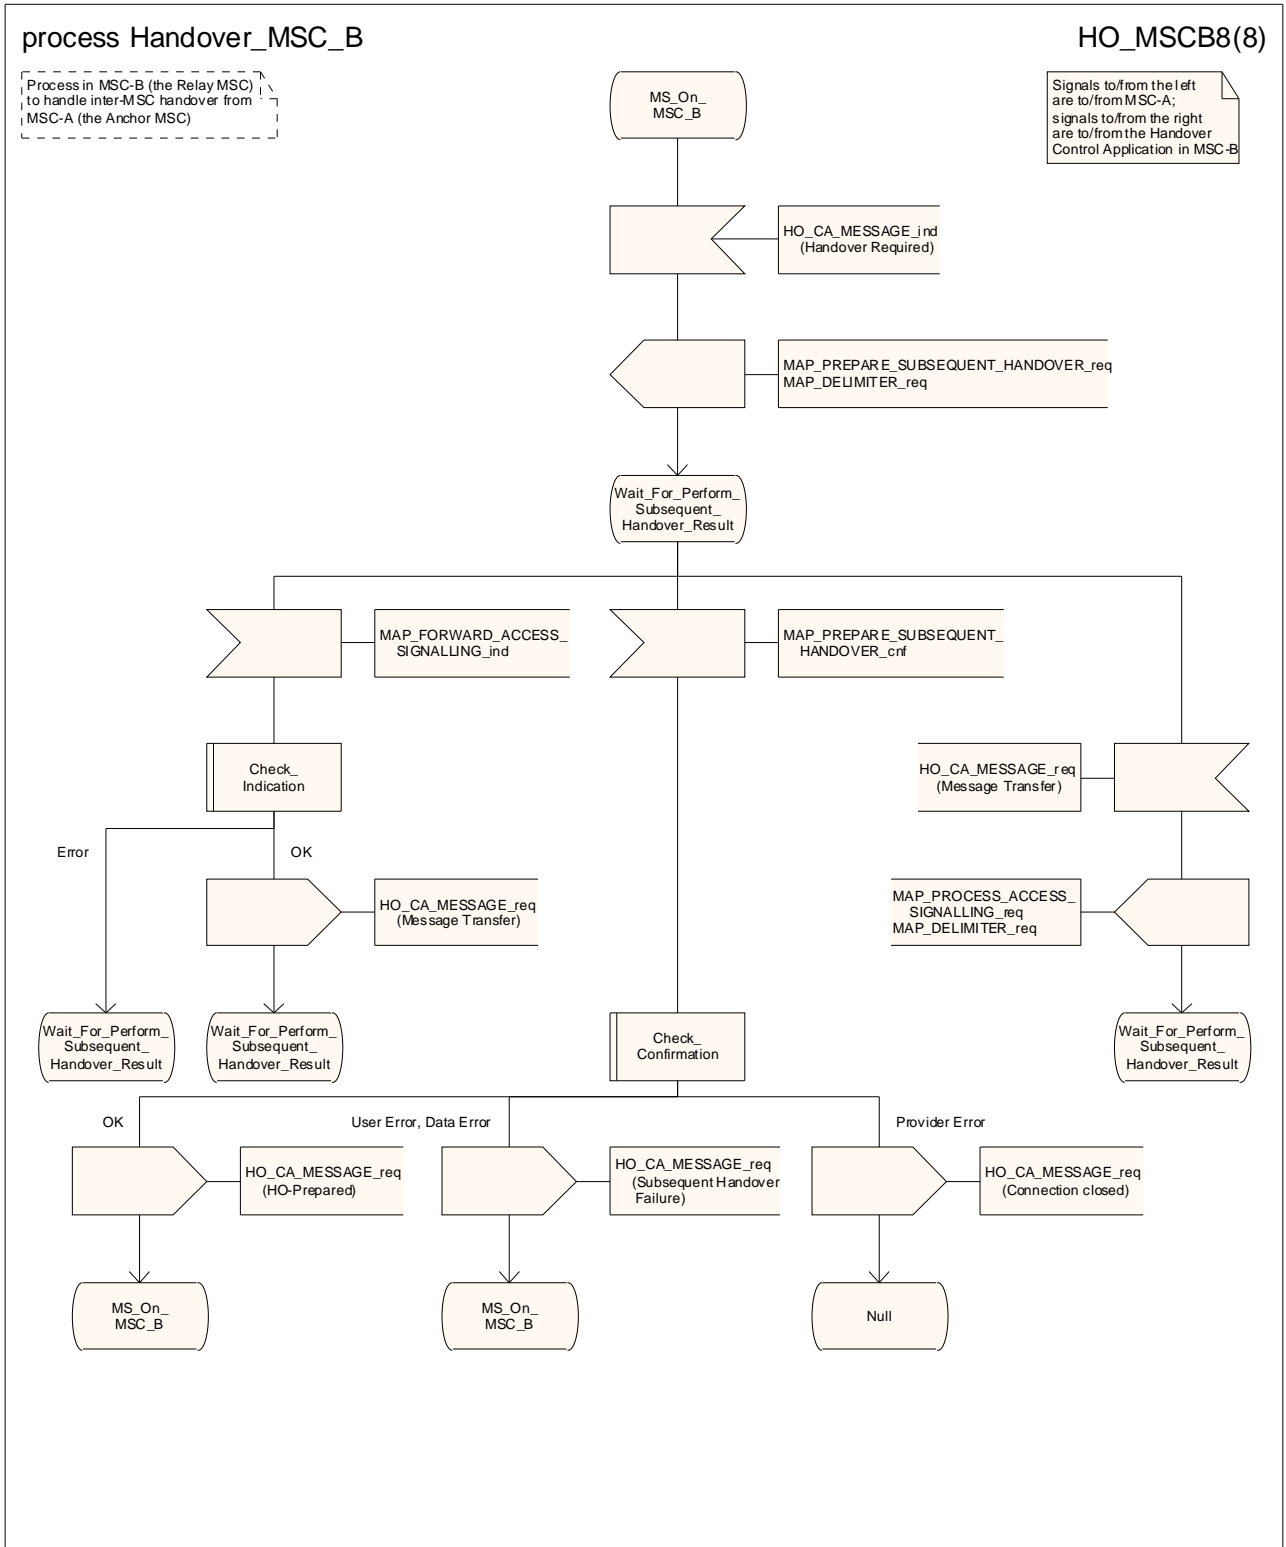 process Handover_MSC_B
HO_MSCB8(8)
Process in MSC-B (the Relay MSC)
to handle inter-MSC handover from
MSC-A (the Anchor MSC)
MS_On_
MSC_B
Signals to/from the left
are to/from MSC-A;
signals to/from the right
are to/from the Handover
Control Application in MSC-B
HO_CA_MESSAGE_ind
(Handover Required)
MAP_PREPARE_SUBSEQUENT_HANDOVER_req
MAP_DELIMITER_req
Wait_For_Perform_
Subsequent_
Handover_Result
MAP_FORWARD_ACCESS_
SIGNALLING_ind
MAP_PREPARE_SUBSEQUENT_
HANDOVER_cnf
Check_
Indication
HO_CA_MESSAGE_req
(Message Transfer)
Error
OK
HO_CA_MESSAGE_req
(Message Transfer)
MAP_PROCESS_ACCESS_
SIGNALLING_req
MAP_DELIMITER_req
Wait_For_Perform_
Subsequent_
Handover_Result
Wait_For_Perform_
Subsequent_
Handover_Result
Check_
Confirmation
Wait_For_Perform_
Subsequent_
Handover_Result
OK
User Error, Data Error
Provider Error
HO_CA_MESSAGE_req
(HO-Prepared)
HO_CA_MESSAGE_req
(Subsequent Handover
Failure)
HO_CA_MESSAGE_req
(Connection closed)
MS_On_
MSC_B
MS_On_
MSC_B
Null